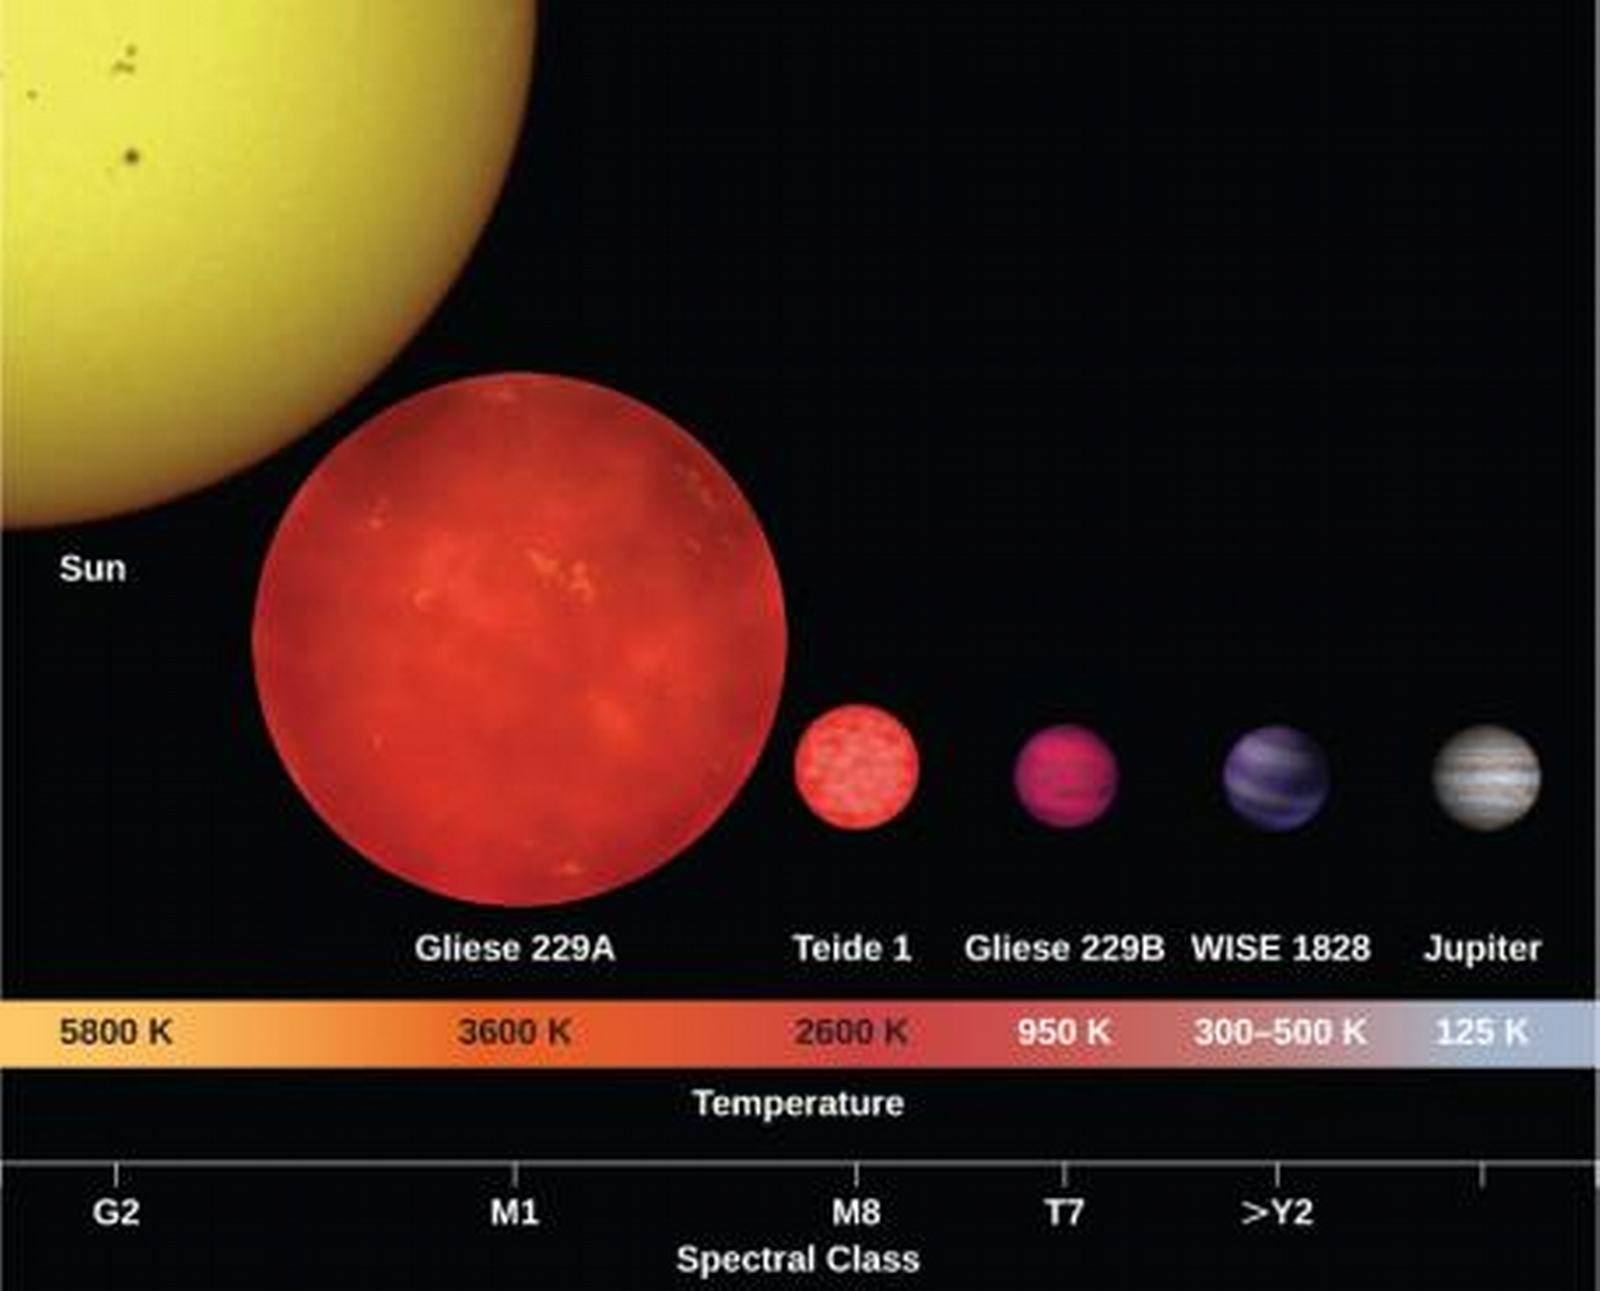 Sun
Gliese 229A Teide 1 Gliese 229B WISE 1828 Jupiter
5800 K 3600 K 2600 K 950 K 300–500 K 125 K
Temperature
G2 M1 M8 T7 >Y2
Spectral Class